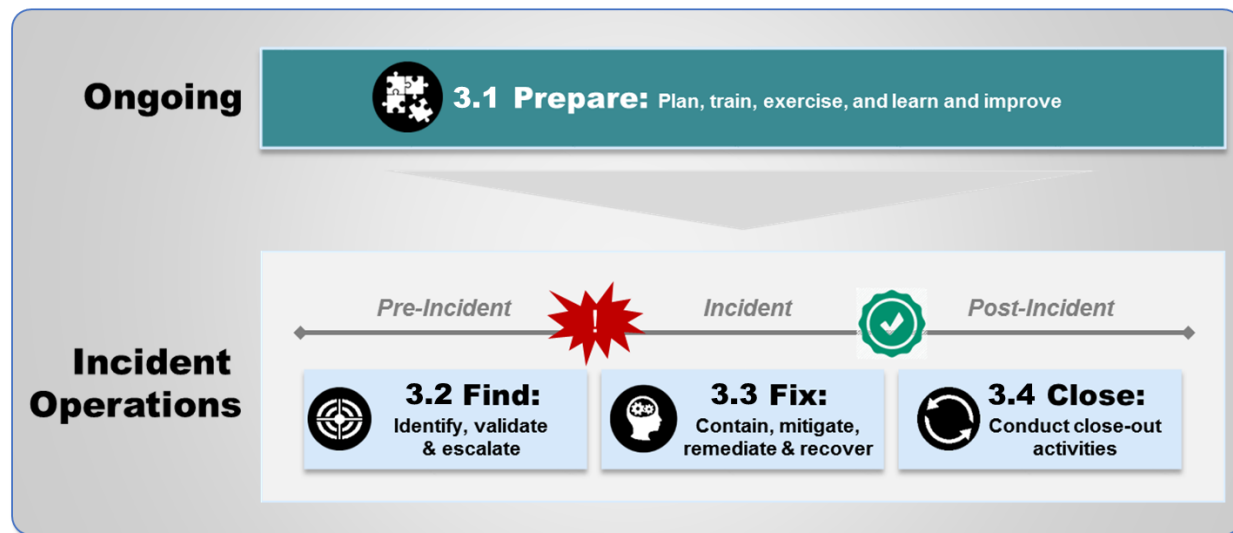 Ongoing
3.1 Prepare: Plan, train, exercise, and learn and improve
Pre-Incident
!
Incident
Post-Incident
Incident
Operations
3.2 Find:
Identify, validate
& escalate
3.3 Fix:
Contain, mitigate,
remediate & recover
3.4 Close:
Conduct close-out
activities